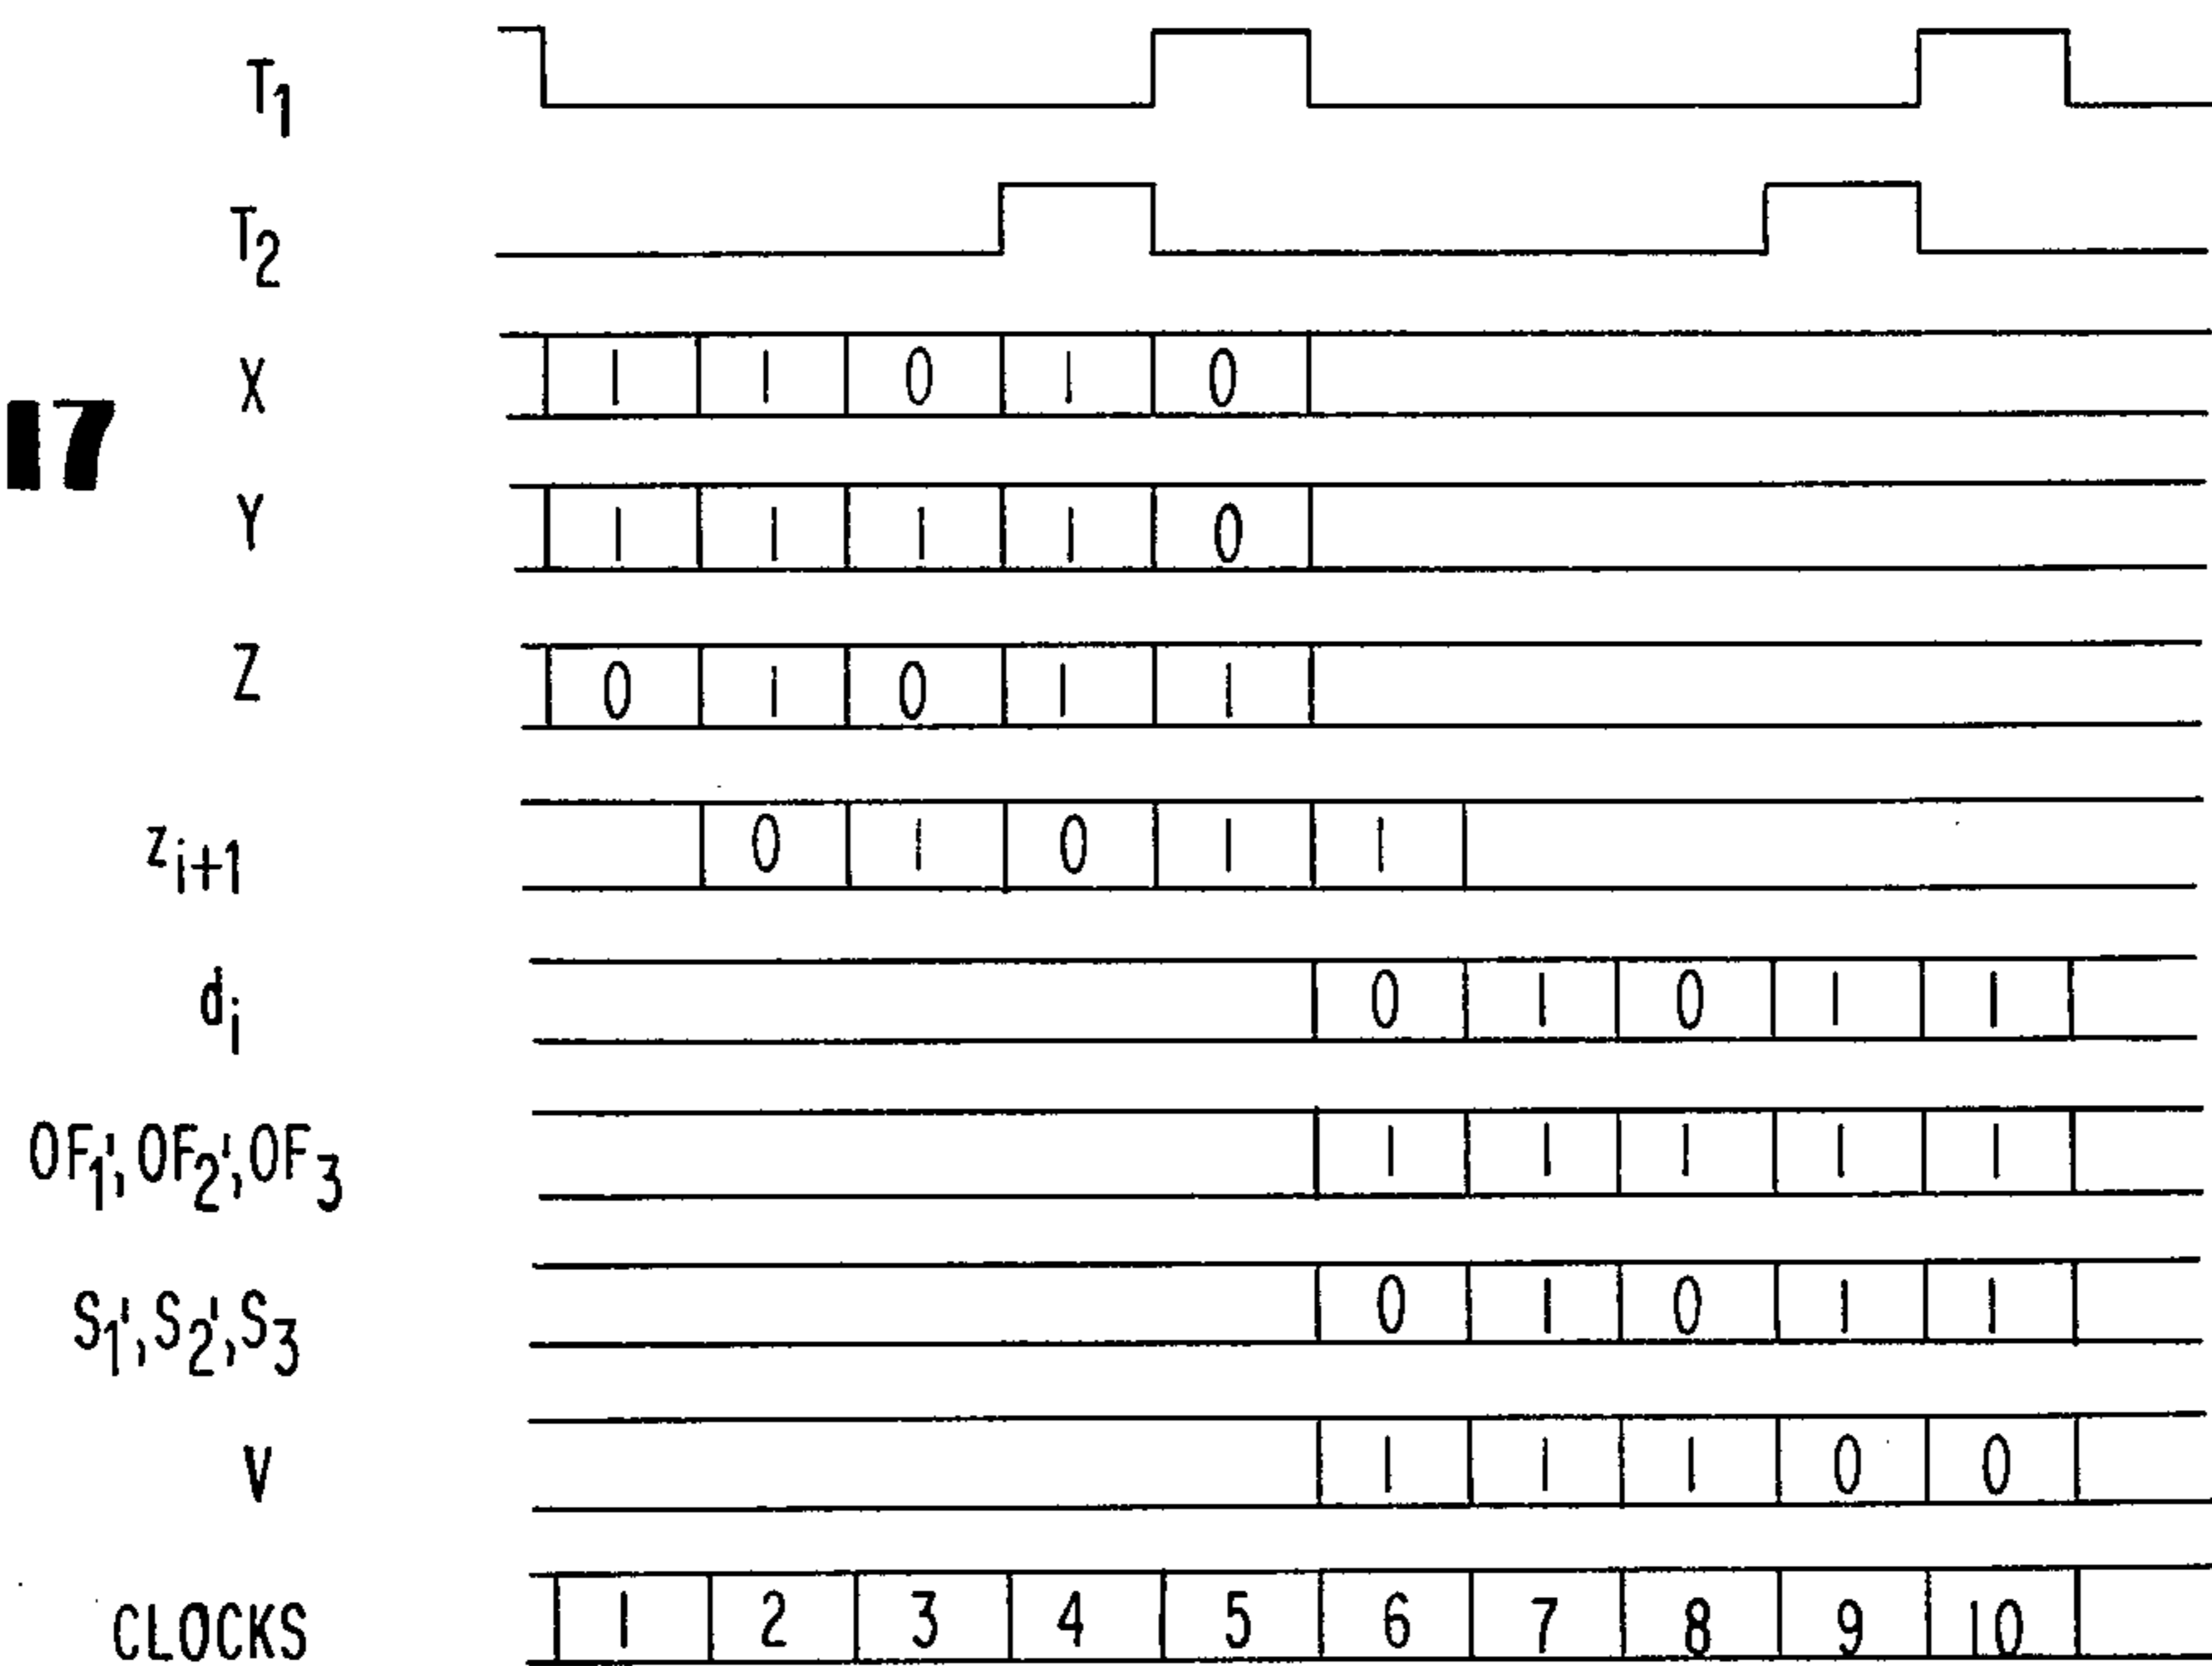 T1
T2
X 1 1 0 1 0
17
Y 1 1 1 1 0
Z 0 1 0 1 1
zi+1 0 1 0 1 1
di 0 1 0 1 1
OF1', OF2', OF3 1 1 1 1 1
S1', S2', S3 0 1 0 1 1
V 1 1 1 0 0
CLOCKS 1 2 3 4 5 6 7 8 9 10